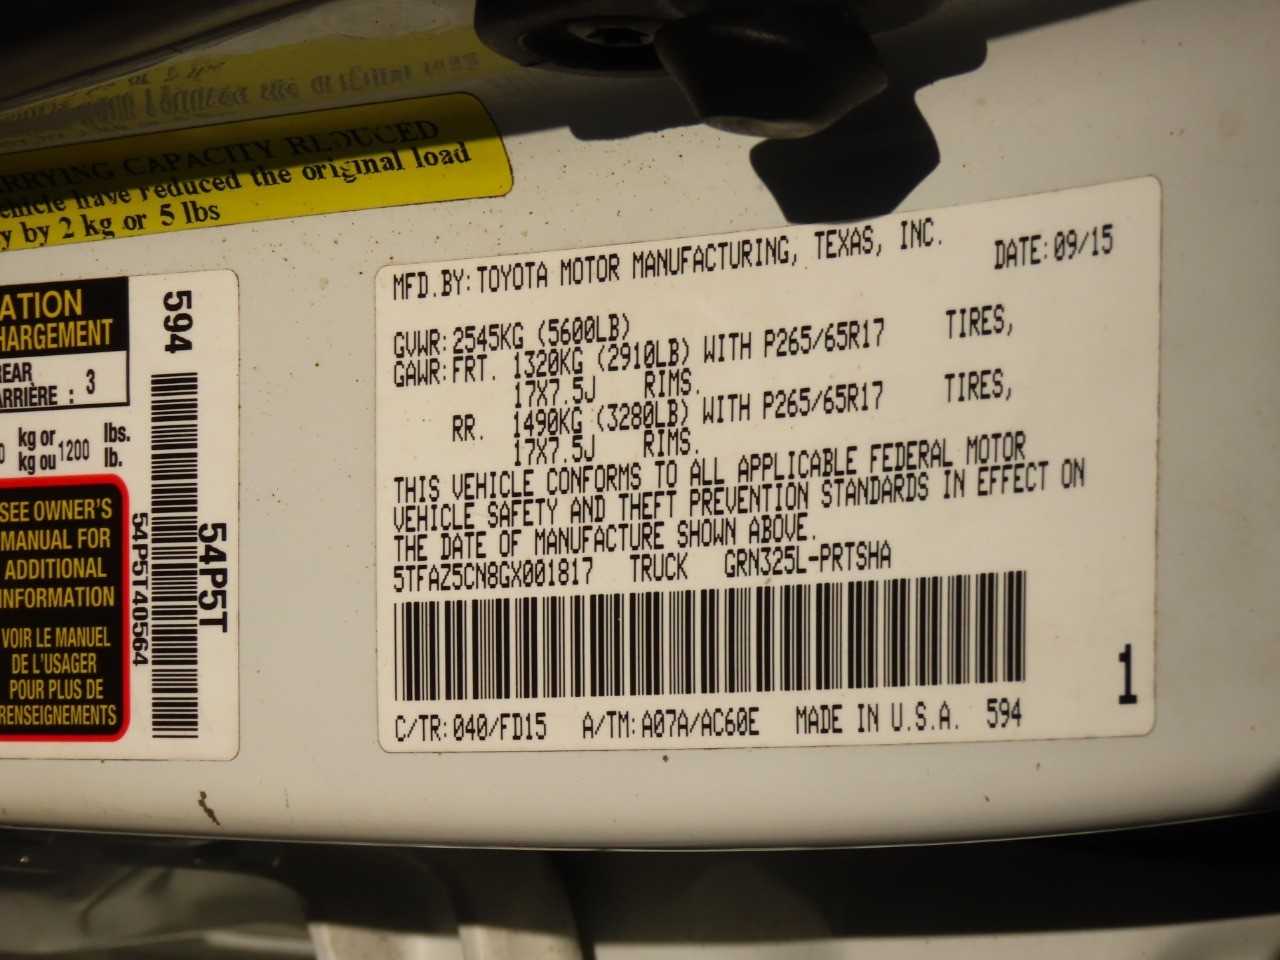 RRYING CAPACITY REDUCED
ehicle have reduced the original load
y by 2 kg or 5 lbs
ATION
HARGEMENT
REAR
ARRIÈRE : 3
0 kg or 1200 lbs.
kg ou lb.
SEE OWNER'S
MANUAL FOR
ADDITIONAL
INFORMATION
VOIR LE MANUEL
DE L'USAGER
POUR PLUS DE
RENSEIGNEMENTS
594
54P5T40564
54P5T
MFD.BY:TOYOTA MOTOR MANUFACTURING, TEXAS, INC. DATE:09/15
GVWR:2545KG (5600LB)
GAWR:FRT. 1320KG (2910LB) WITH P265/65R17 TIRES,
17X7.5J RIMS.
RR. 1490KG (3280LB) WITH P265/65R17 TIRES,
17X7.5J RIMS.
THIS VEHICLE CONFORMS TO ALL APPLICABLE FEDERAL MOTOR
VEHICLE SAFETY AND THEFT PREVENTION STANDARDS IN EFFECT ON
THE DATE OF MANUFACTURE SHOWN ABOVE.
5TFAZ5CN8GX001817 TRUCK GRN325L-PRTSHA
C/TR:040/FD15 A/TM:A07A/AC60E MADE IN U.S.A. 594
1